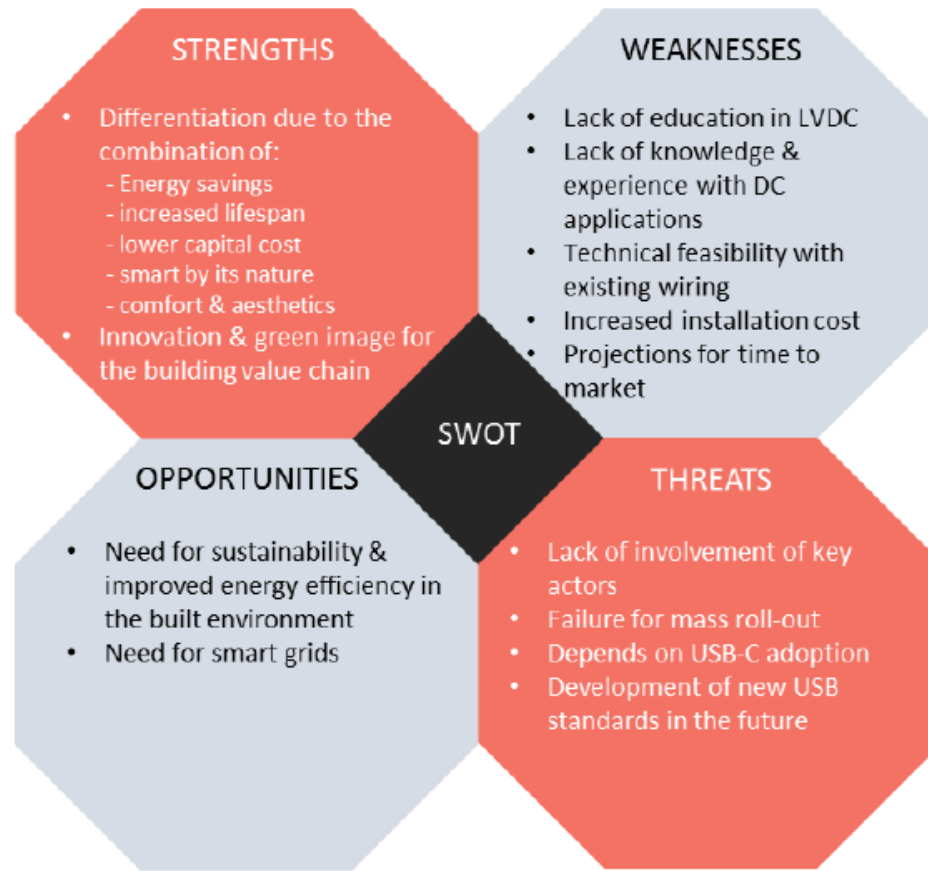 STRENGTHS
• Differentiation due to the
combination of:
- Energy savings
- increased lifespan
- lower capital cost
- smart by its nature
- comfort & aesthetics
• Innovation & green image for
the building value chain
WEAKNESSES
• Lack of education in LVDC
• Lack of knowledge &
experience with DC
applications
• Technical feasibility with
existing wiring
• Increased installation cost
• Projections for time to
market
SWOT
OPPORTUNITIES
• Need for sustainability &
improved energy efficiency in
the built environment
• Need for smart grids
THREATS
• Lack of involvement of key
actors
• Failure for mass roll-out
• Depends on USB-C adoption
• Development of new USB
standards in the future